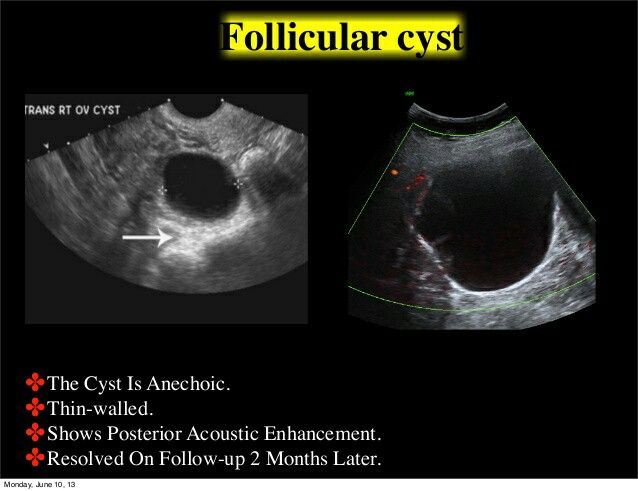 Follicular cyst
TRANS RT OV CYST
The Cyst Is Anechoic.
Thin-walled.
Shows Posterior Acoustic Enhancement.
Resolved On Follow-up 2 Months Later.
Monday, June 10, 13